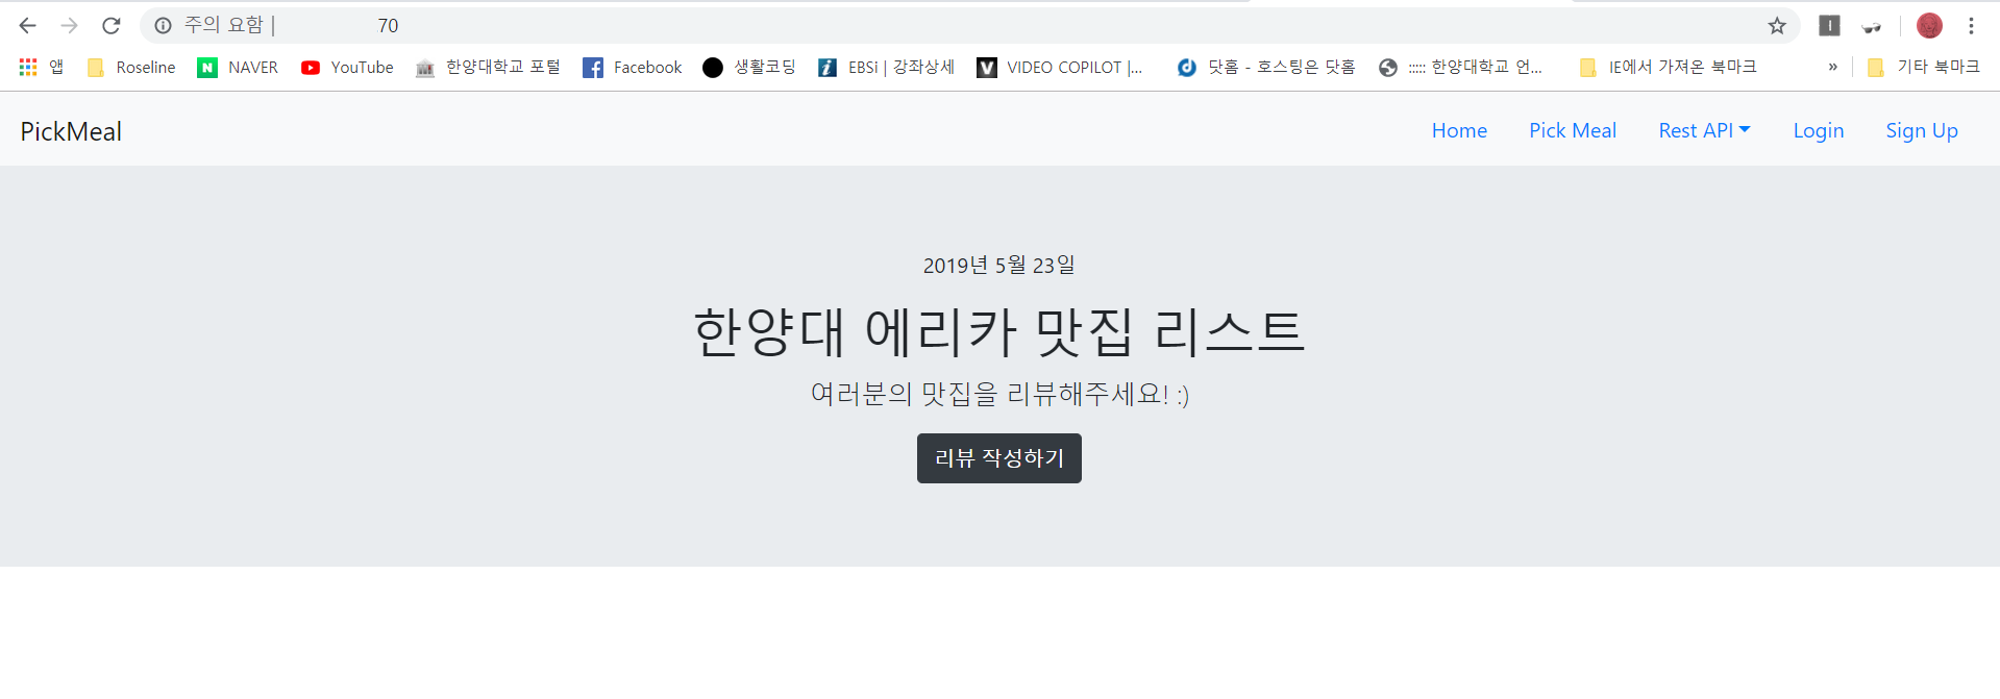 주의 요함 | 70
앱 Roseline NAVER YouTube 한양대학교 포털 Facebook 생활코딩 EBSi | 강좌상세 VIDEO COPILOT |... 닷홈 - 호스팅은 닷홈 ::::: 한양대학교 언... IE에서 가져온 북마크 » 기타 북마크
PickMeal Home Pick Meal Rest API Login Sign Up
2019년 5월 23일
한양대 에리카 맛집 리스트
여러분의 맛집을 리뷰해주세요! :)
리뷰 작성하기